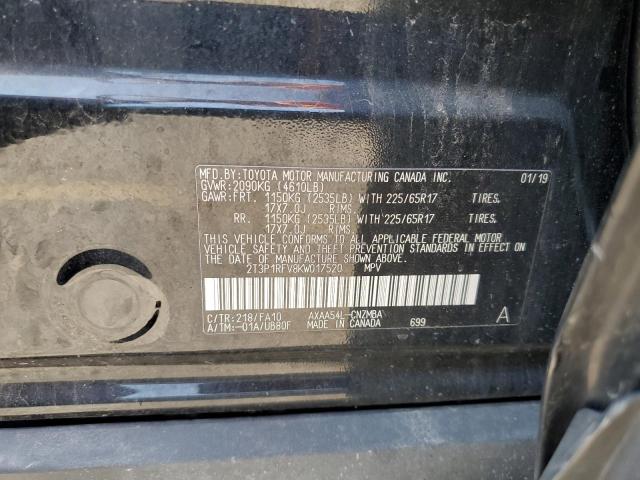 MFD.BY:TOYOTA MOTOR MANUFACTURING CANADA INC. 01/19
GVWR:2090KG (4610LB)
GAWR:FRT. 1150KG (2535LB) WITH 225/65R17 TIRES.
17X7.0J RIMS
RR. 1150KG (2535LB) WITH 225/65R17 TIRES.
17X7.0J RIMS
THIS VEHICLE CONFORMS TO ALL APPLICABLE FEDERAL MOTOR
VEHICLE SAFETY AND THEFT PREVENTION STANDARDS IN EFFECT ON
THE DATE OF MANUFACTURE SHOWN ABOVE.
2T3P1RFV8KW017520 MPV
C/TR:218/FA10 AXAA54L-CNZMBA A
A/TM:-01A/UB80F MADE IN CANADA 699